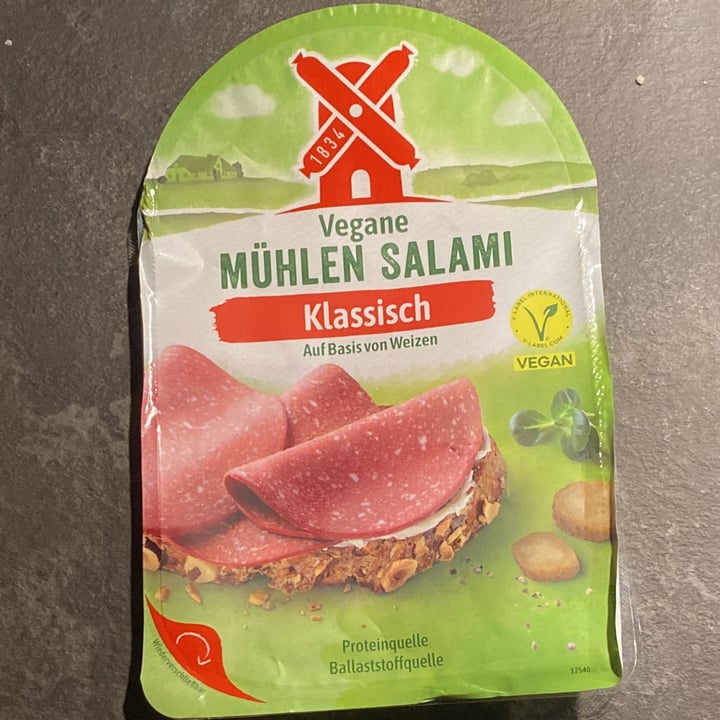 1834
Vegane
MÜHLEN SALAMI
Klassisch
Auf Basis von Weizen
V-LABEL INTERNATIONAL
V-LABEL.COM
VEGAN
Proteinquelle
Ballaststoffquelle
Wiederverschließbar
12540